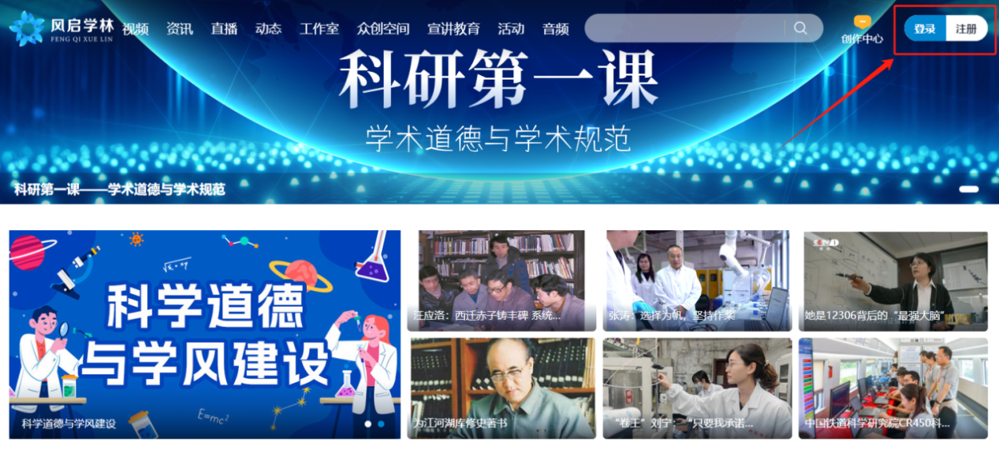 风启学林
FENG QI XUE LIN
视频 资讯 直播 动态 工作室 众创空间 宣讲教育 活动 音频
创作中心
登录 注册
科研第一课
学术道德与学术规范
科研第一课——学术道德与学术规范
科学道德
与学风建设
E=mc²
科学道德与学风建设
汪应洛：西迁赤子铸丰碑 系统...
张涛：选择为帆，坚持作桨
CCTV 1
她是12306背后的“最强大脑”
为江河湖库修史著书
“卷王”刘宁：“只要我承诺...
中国铁道科学研究院CR450科...